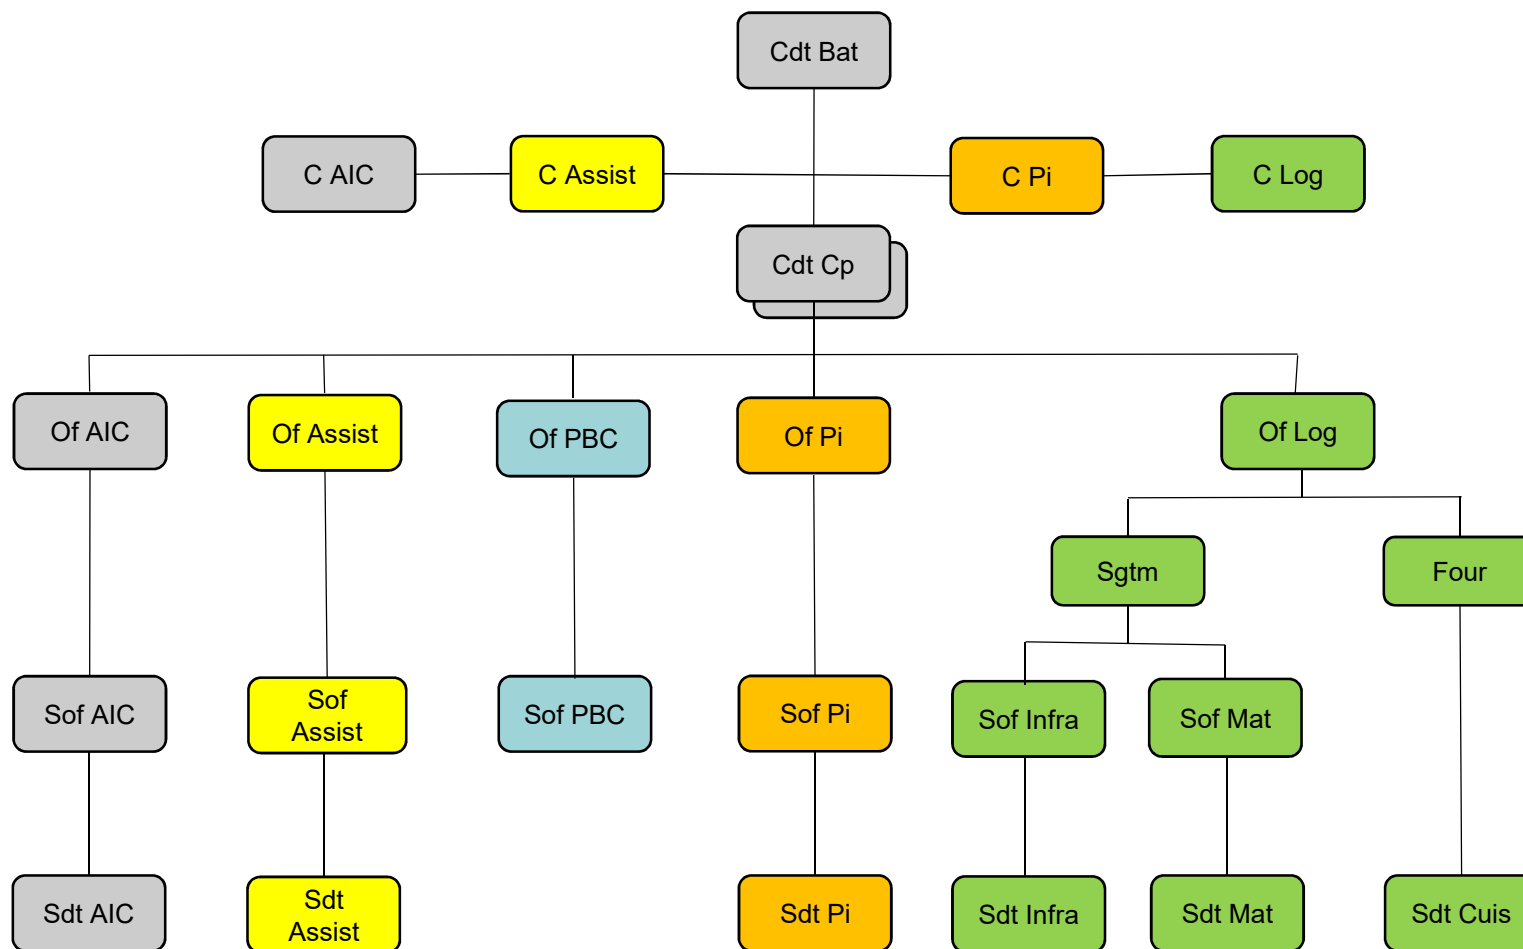 Cdt Bat
C AIC
C Assist
C Pi
C Log
Cdt Cp
Of AIC
Of Assist
Of PBC
Of Pi
Of Log
Sgtm
Four
Sof AIC
Sof
Assist
Sof PBC
Sof Pi
Sof Infra
Sof Mat
Sdt AIC
Sdt
Assist
Sdt Pi
Sdt Infra
Sdt Mat
Sdt Cuis